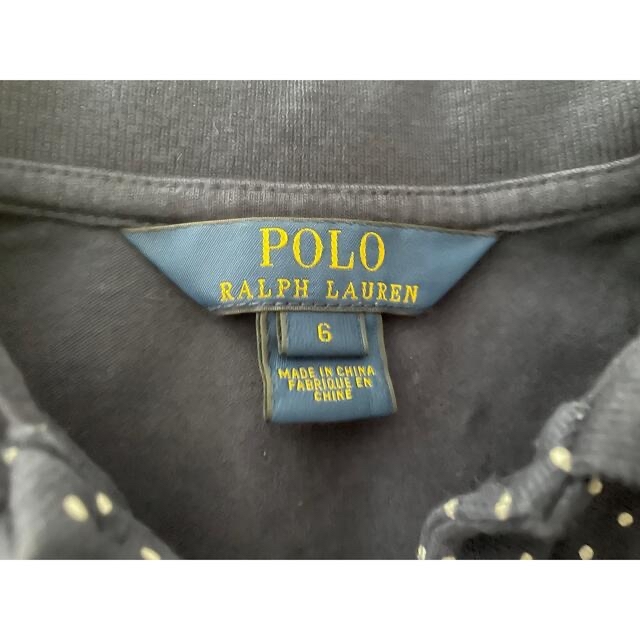 POLO
RALPH LAUREN
6
MADE IN CHINA
FABRIQUE EN
CHINE